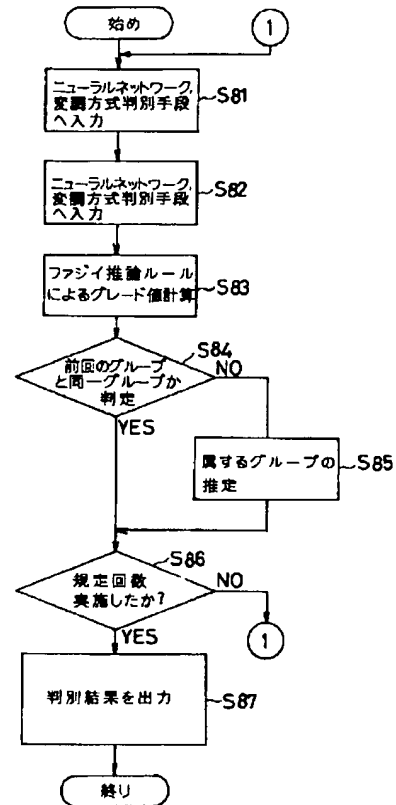 始め
1
ニューラルネットワーク,
変調方式判別手段
へ入力
S81
ニューラルネットワーク,
変調方式判別手段
へ入力
S82
ファジイ推論ルール
によるグレード値計算
S83
前回のグループ
と同一グループか
判定
S84
NO
YES
属するグループの
推定
S85
規定回数
実施したか?
S86
NO
YES
1
判別結果を出力
S87
終り